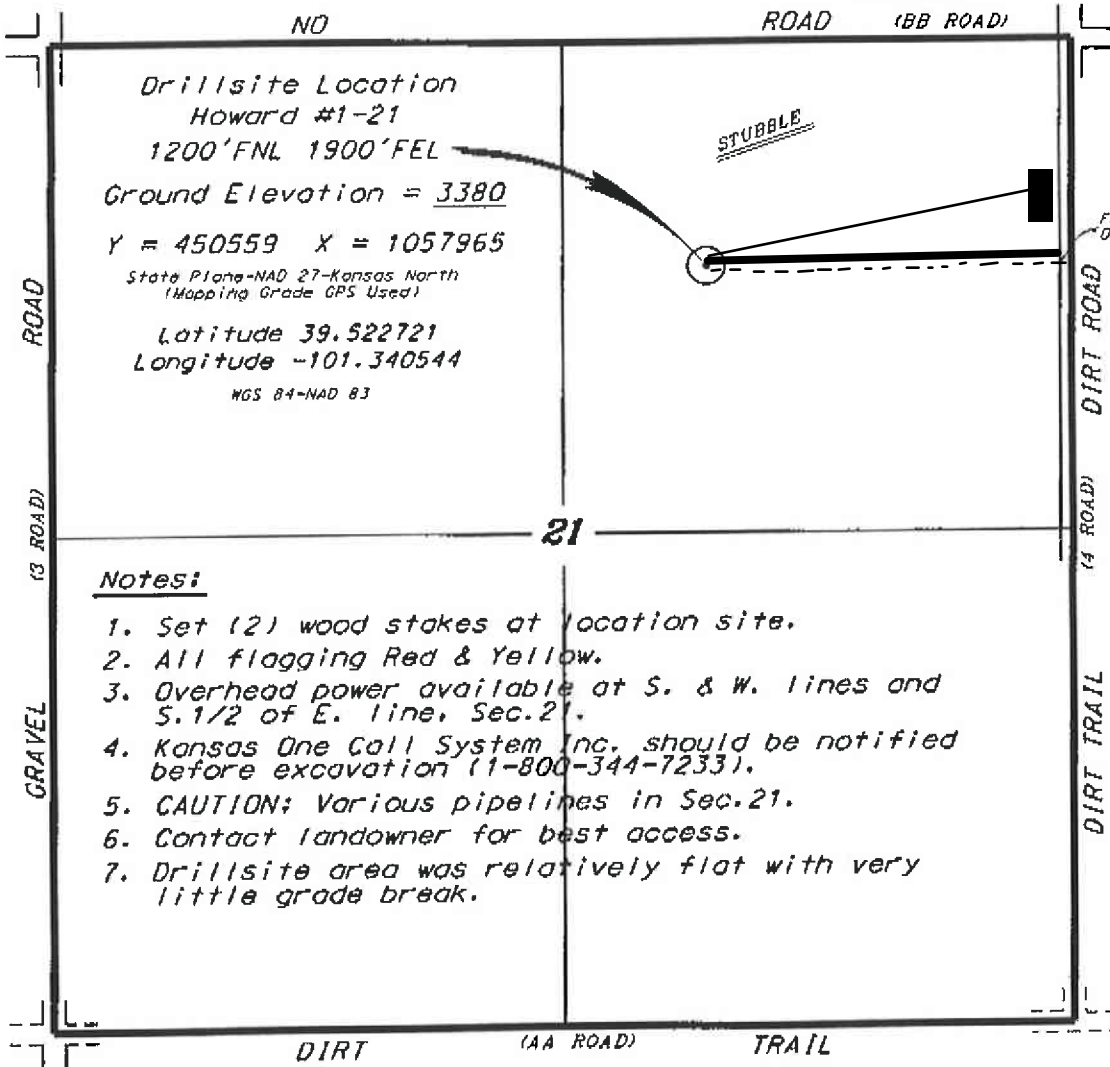 NO ROAD (BB ROAD)
Drillsite Location
Howard #1-21
1200'FNL 1900'FEL
Ground Elevation = 3380
Y = 450559 X = 1057965
State Plane-NAD 27-Kansas North
(Mapping Grade GPS Used)
Latitude 39.522721
Longitude -101.340544
WGS 84-NAD 83
STUBBLE
ROAD
(3 ROAD)
GRAVEL
DIRT ROAD
(4 ROAD)
DIRT TRAIL
21
Notes:
1. Set (2) wood stakes at location site.
2. All flagging Red & Yellow.
3. Overhead power available at S. & W. lines and
S.1/2 of E. line, Sec.21.
4. Kansas One Call System Inc. should be notified
before excavation (1-800-344-7233).
5. CAUTION: Various pipelines in Sec.21.
6. Contact landowner for best access.
7. Drillsite area was relatively flat with very
little grade break.
DIRT (AA ROAD) TRAIL